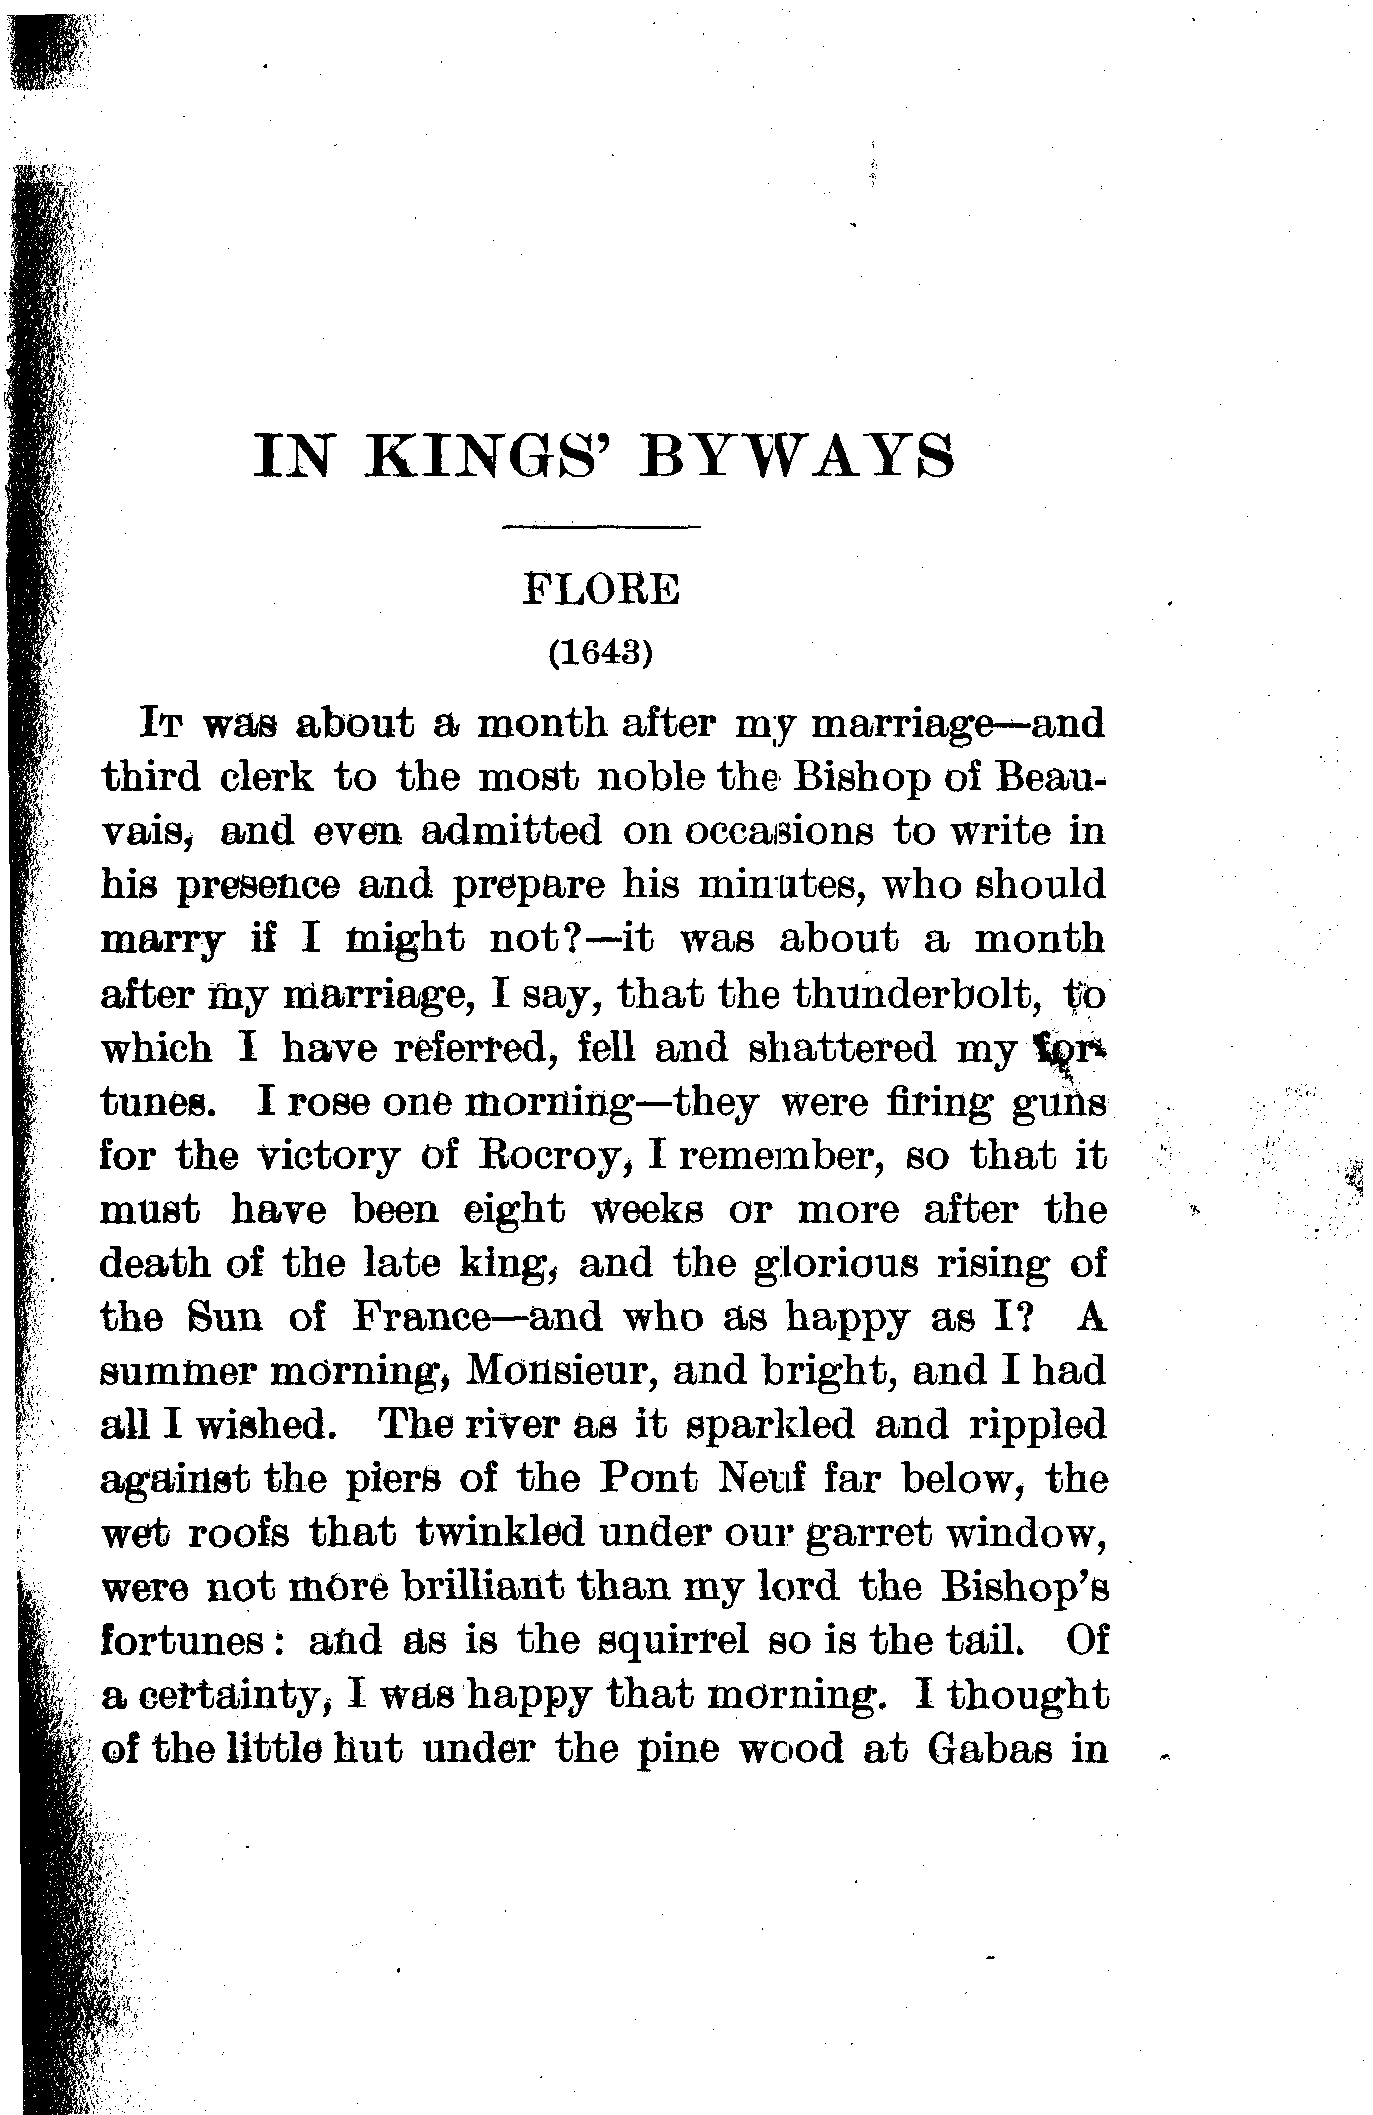 IN KINGS' BYWAYS
FLORE
(1643)
IT was about a month after my marriage—and
third clerk to the most noble the Bishop of Beau-
vais, and even admitted on occasions to write in
his presence and prepare his minutes, who should
marry if I might not?—it was about a month
after my marriage, I say, that the thunderbolt, to
which I have referred, fell and shattered my for-
tunes. I rose one morning—they were firing guns
for the victory of Rocroy, I remember, so that it
must have been eight weeks or more after the
death of the late king, and the glorious rising of
the Sun of France—and who as happy as I? A
summer morning, Monsieur, and bright, and I had
all I wished. The river as it sparkled and rippled
against the piers of the Pont Neuf far below, the
wet roofs that twinkled under our garret window,
were not more brilliant than my lord the Bishop's
fortunes: and as is the squirrel so is the tail. Of
a certainty, I was happy that morning. I thought
of the little hut under the pine wood at Gabas in